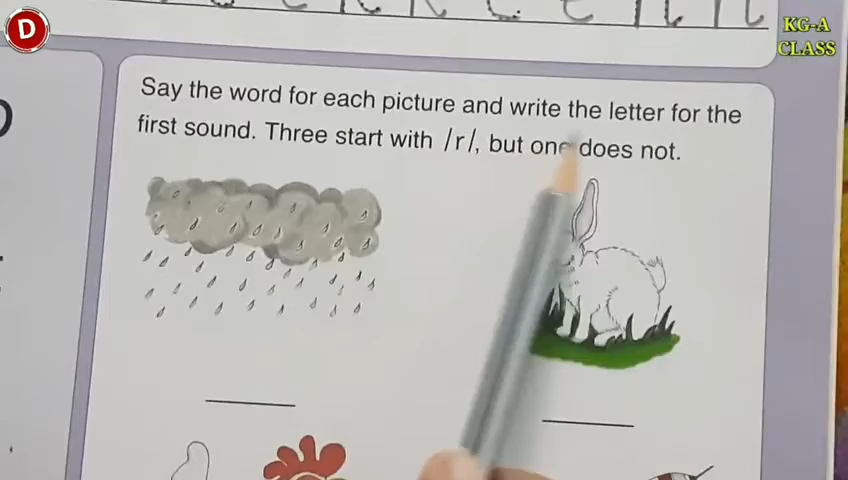 D
KG-A
CLASS
Say the word for each picture and write the letter for the
first sound. Three start with /r/, but one does not.